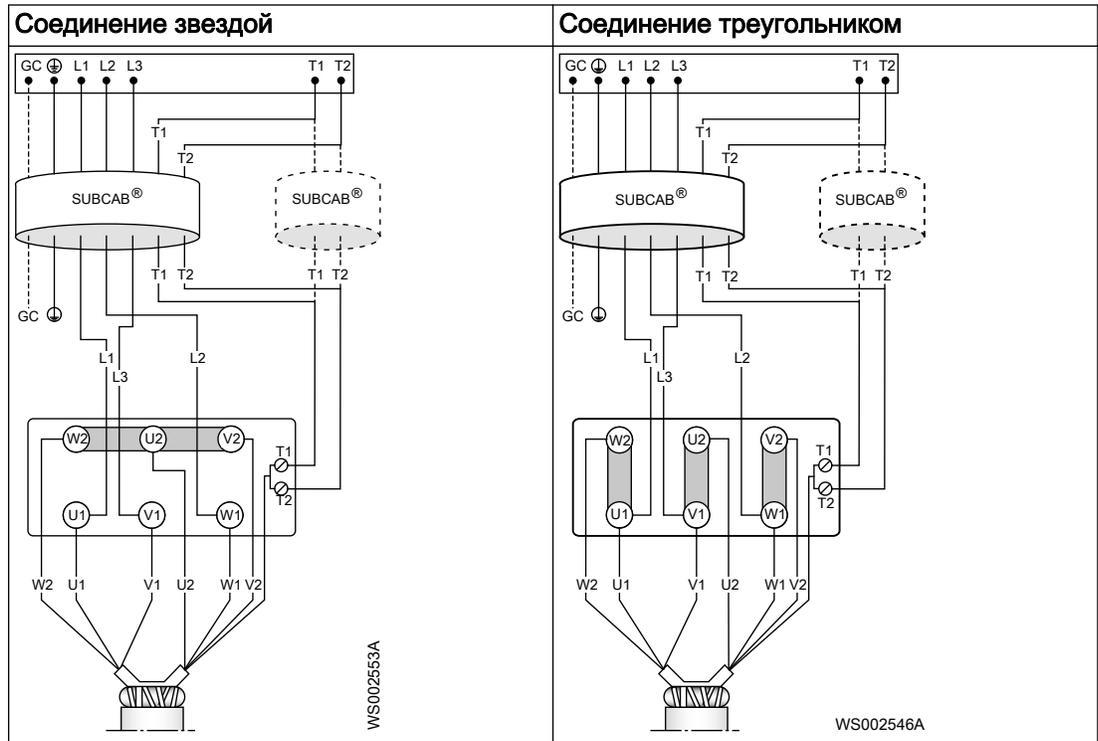 Соединение звездой
GC L1 L2 L3 T1 T2
T1
T2
SUBCAB® SUBCAB®
T1 T2 T1 T2
GC
L1 L2
L3
W2 U2 V2
T1
T2
U1 V1 W1
W2 U1 V1 U2 W1 V2
WS002553A
Соединение треугольником
GC L1 L2 L3 T1 T2
T1
T2
SUBCAB® SUBCAB®
T1 T2 T1 T2
GC
L1 L2
L3
W2 U2 V2
T1
T2
U1 V1 W1
W2 U1 V1 U2 W1 V2
WS002546A